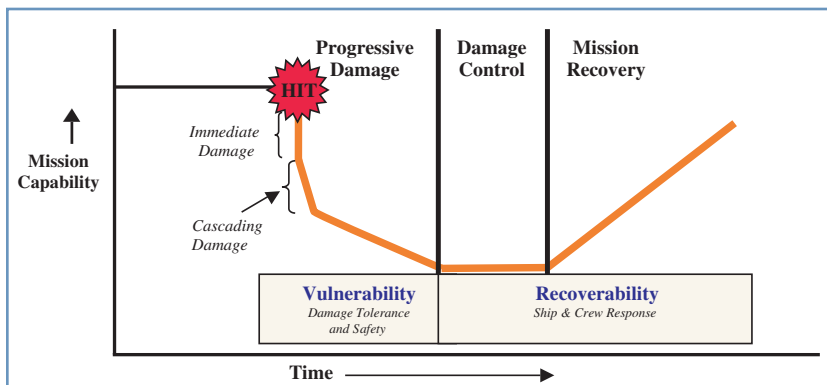 Progressive
Damage
Damage
Control
Mission
Recovery
HIT
Immediate
Damage
Mission
Capability
Cascading
Damage
Vulnerability
Damage Tolerance
and Safety
Recoverability
Ship & Crew Response
Time